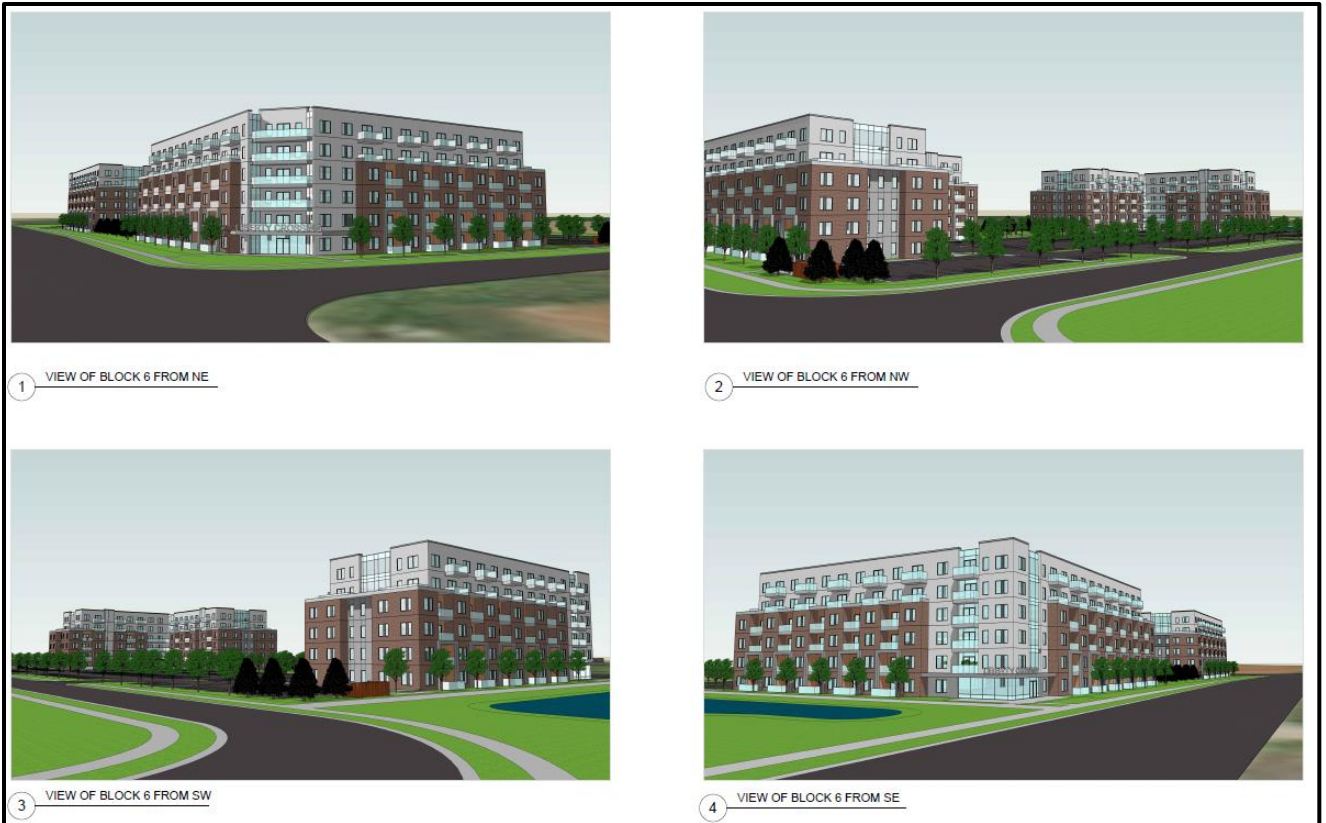 1 VIEW OF BLOCK 6 FROM NE
2 VIEW OF BLOCK 6 FROM NW
3 VIEW OF BLOCK 6 FROM SW
4 VIEW OF BLOCK 6 FROM SE